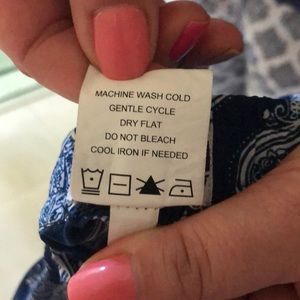 MACHINE WASH COLD
GENTLE CYCLE
DRY FLAT
DO NOT BLEACH
COOL IRON IF NEEDED